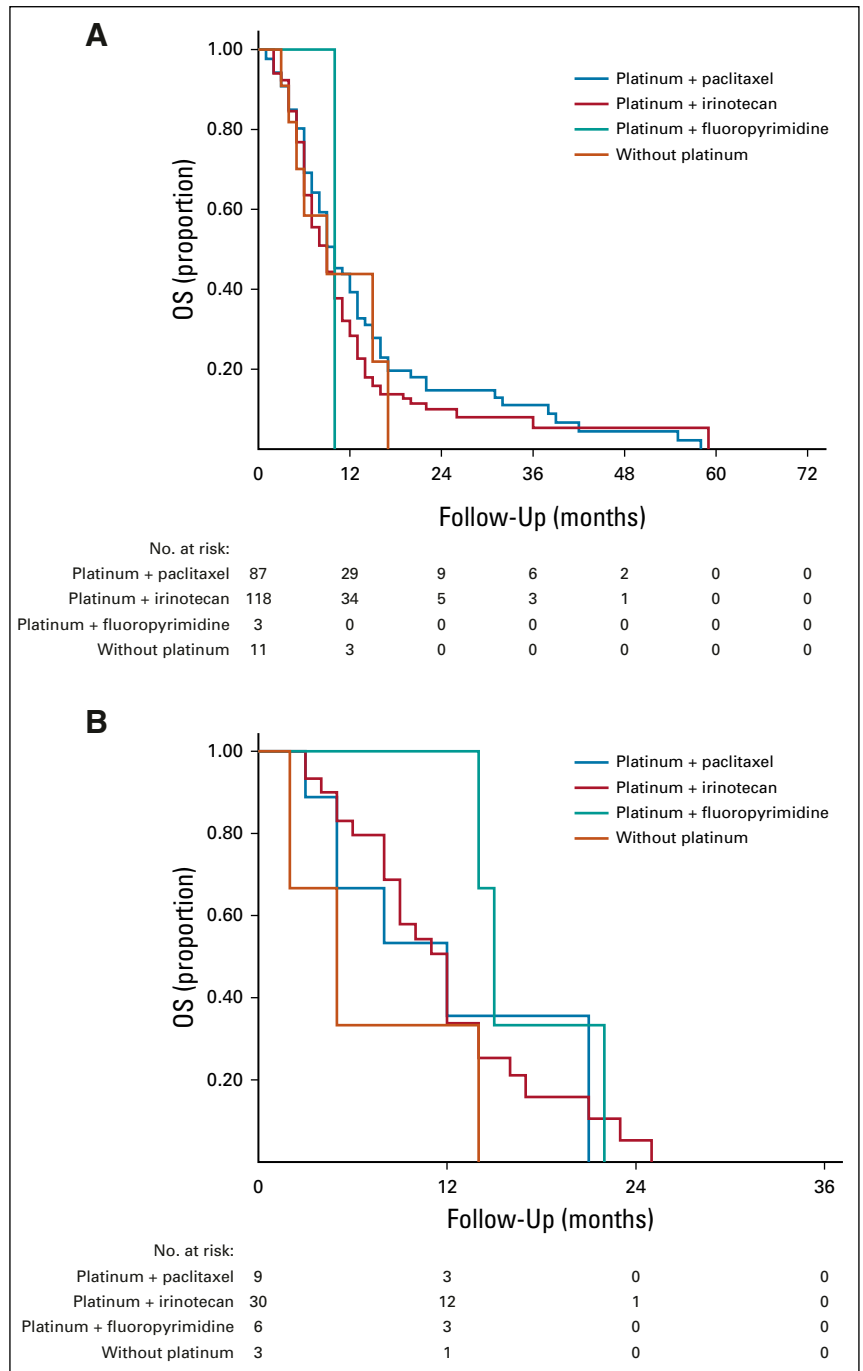 A
1.00
0.80
0.60
0.40
0.20
OS (proportion)
Platinum + paclitaxel
Platinum + irinotecan
Platinum + fluoropyrimidine
Without platinum
0 12 24 36 48 60 72
Follow-Up (months)
No. at risk:
Platinum + paclitaxel 87 29 9 6 2 0 0
Platinum + irinotecan 118 34 5 3 1 0 0
Platinum + fluoropyrimidine 3 0 0 0 0 0 0
Without platinum 11 3 0 0 0 0 0
B
1.00
0.80
0.60
0.40
0.20
OS (proportion)
Platinum + paclitaxel
Platinum + irinotecan
Platinum + fluoropyrimidine
Without platinum
0 12 24 36
Follow-Up (months)
No. at risk:
Platinum + paclitaxel 9 3 0 0
Platinum + irinotecan 30 12 1 0
Platinum + fluoropyrimidine 6 3 0 0
Without platinum 3 1 0 0